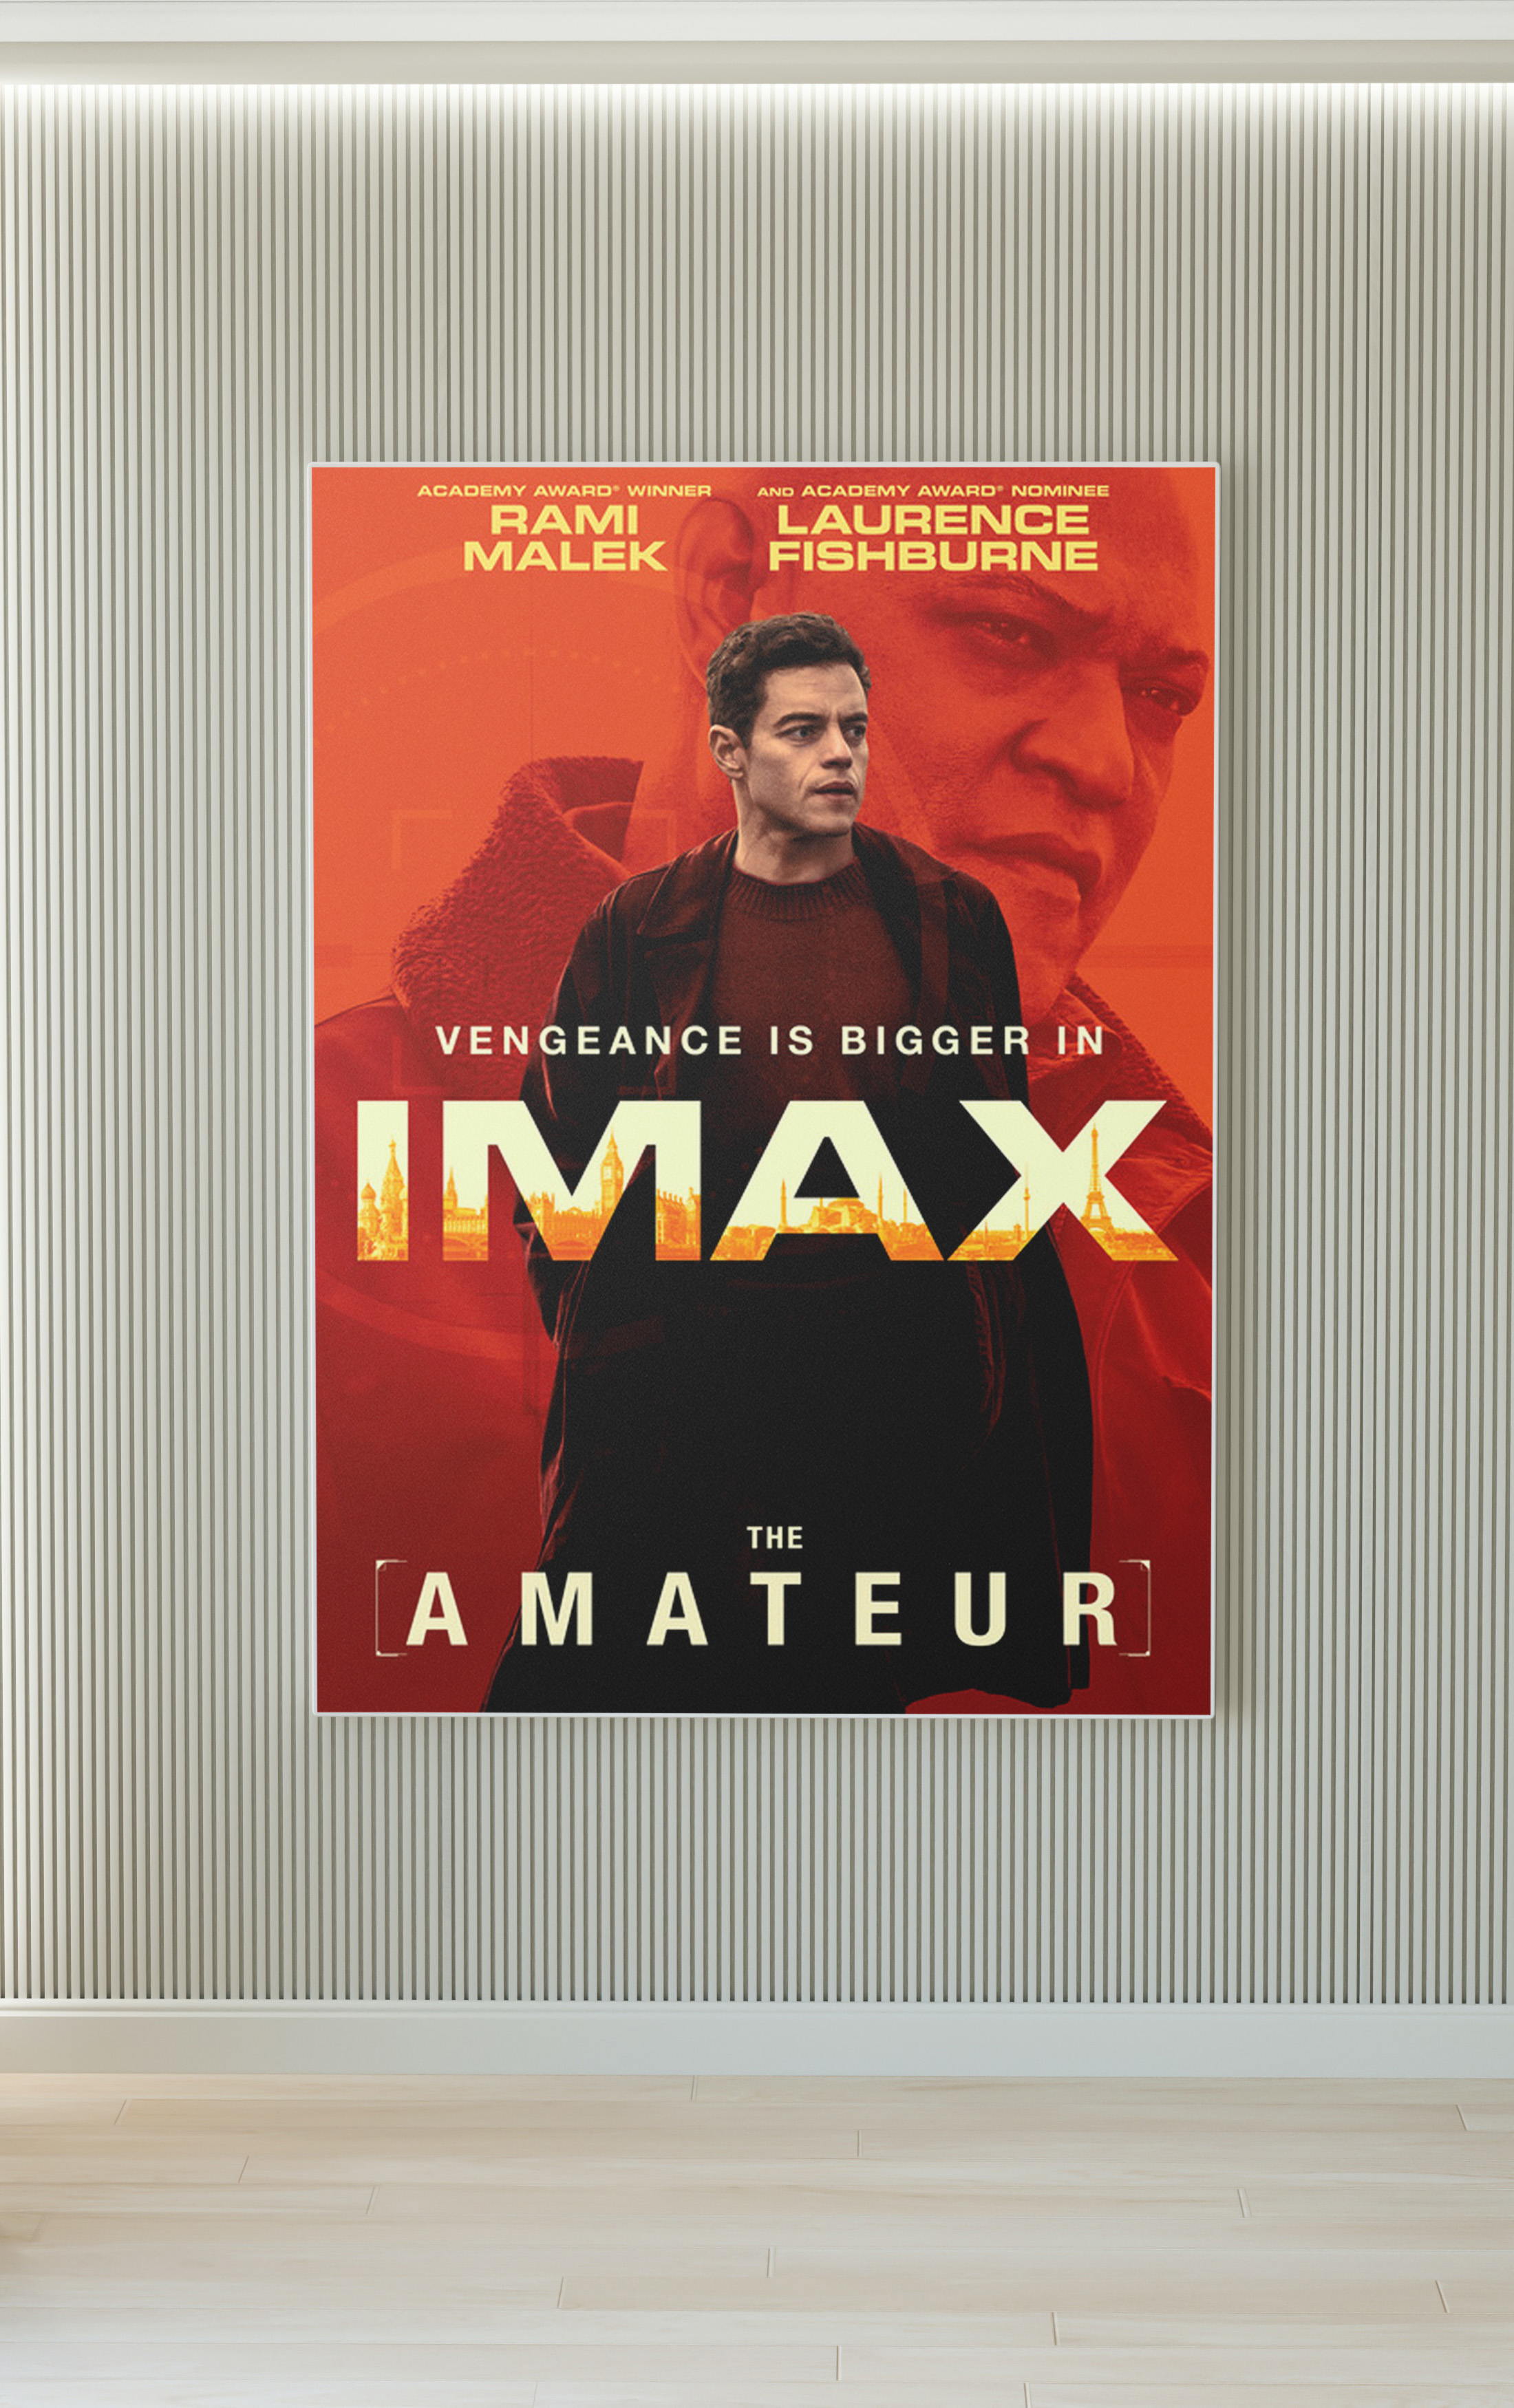 ACADEMY AWARD® WINNER
RAMI
MALEK
AND ACADEMY AWARD® NOMINEE
LAURENCE
FISHBURNE
VENGEANCE IS BIGGER IN
IMAX
THE
AMATEUR